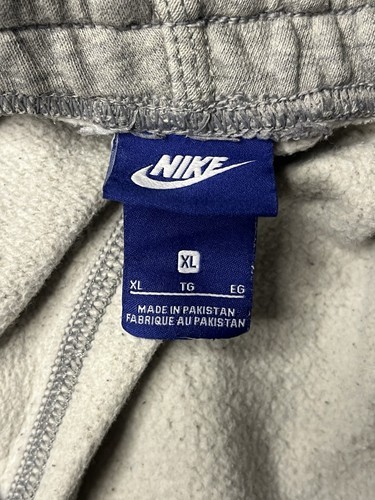 NIKE
XL
XL TG EG
MADE IN PAKISTAN
FABRIQUE AU PAKISTAN